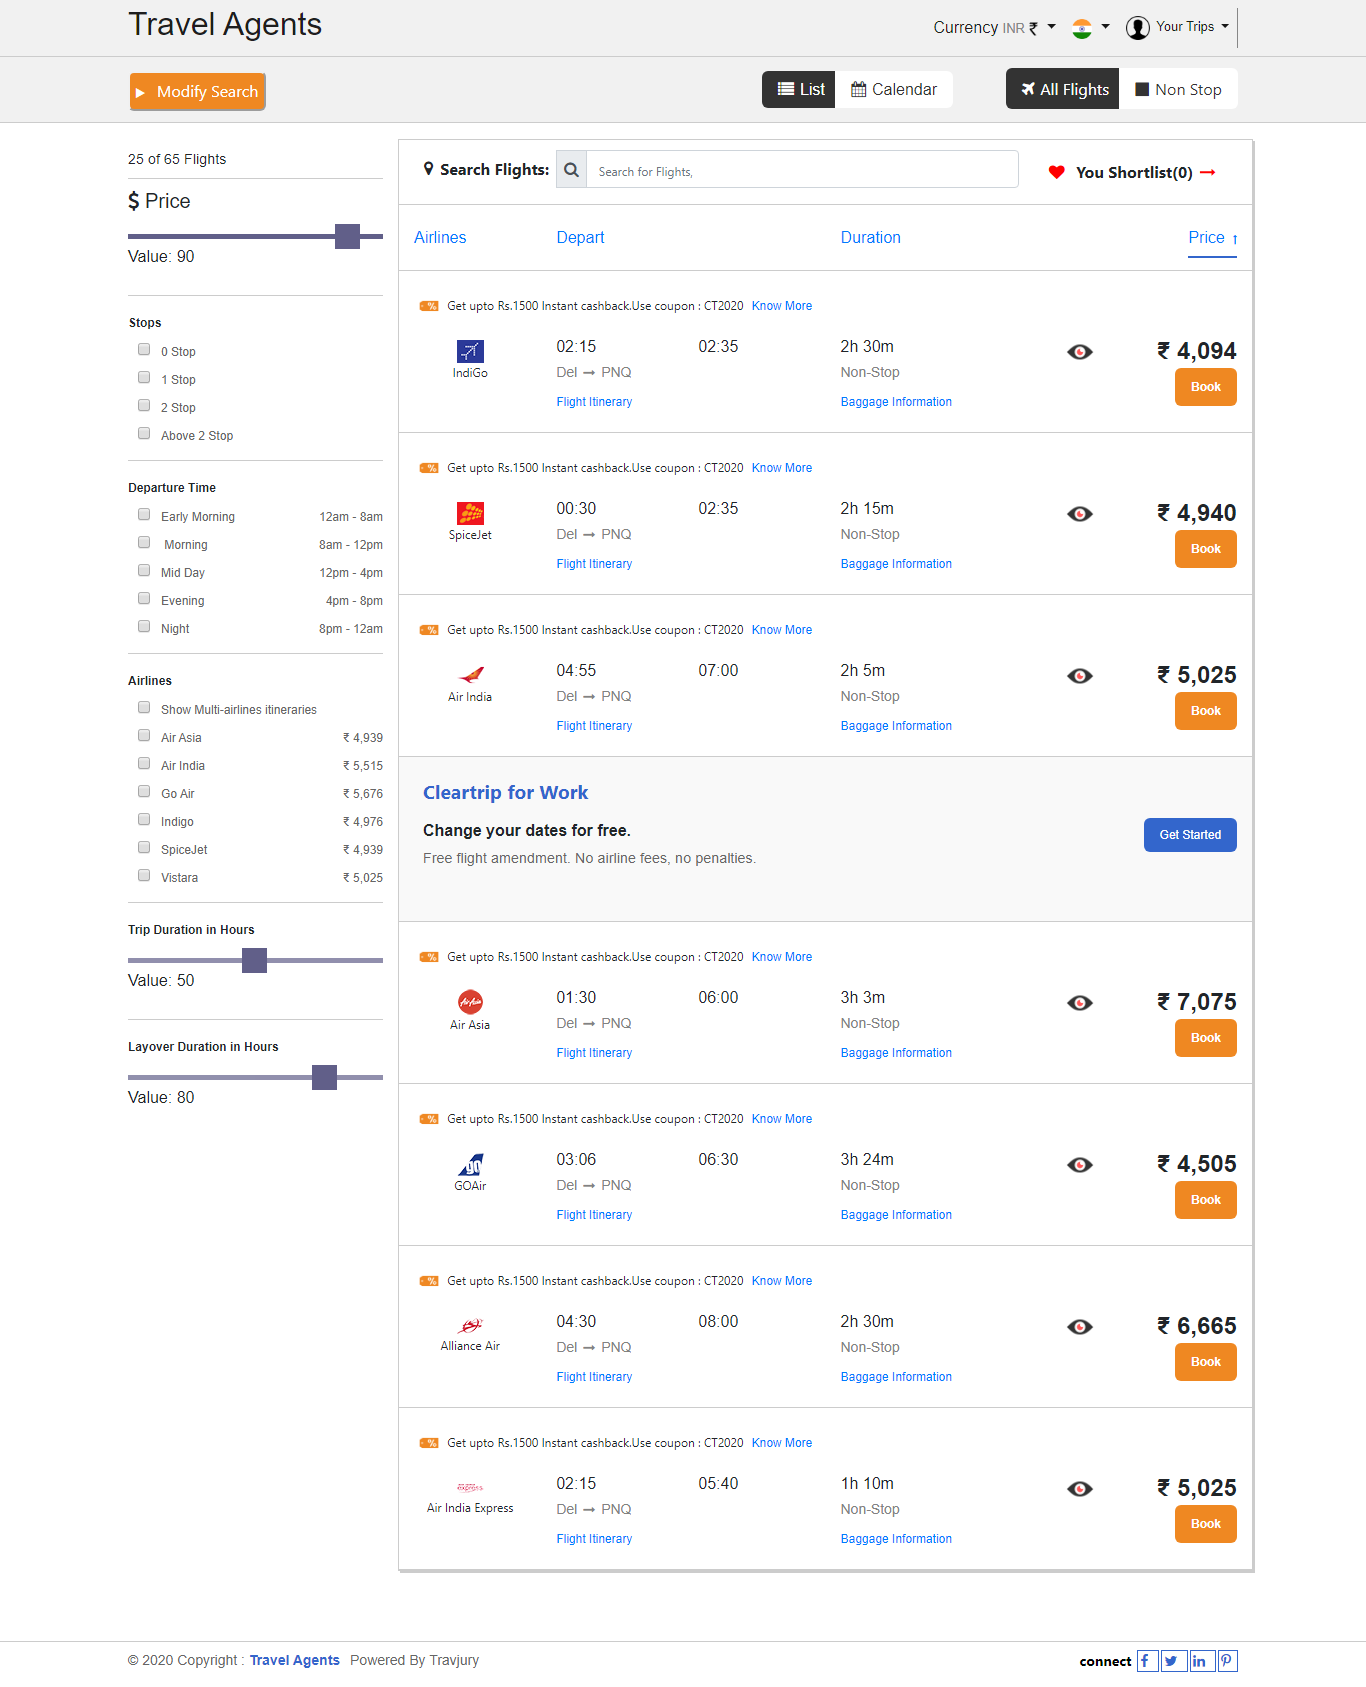 Travel Agents
Currency INR ₹
Your Trips
Modify Search
List
Calendar
All Flights
Non Stop
25 of 65 Flights
$ Price
Value: 90
Stops
0 Stop
1 Stop
2 Stop
Above 2 Stop
Departure Time
Early Morning 12am - 8am
Morning 8am - 12pm
Mid Day 12pm - 4pm
Evening 4pm - 8pm
Night 8pm - 12am
Airlines
Show Multi-airlines itineraries
Air Asia ₹ 4,939
Air India ₹ 5,515
Go Air ₹ 5,676
Indigo ₹ 4,976
SpiceJet ₹ 4,939
Vistara ₹ 5,025
Trip Duration in Hours
Value: 50
Layover Duration in Hours
Value: 80
Search Flights: Search for Flights,
You Shortlist(0) →
Airlines Depart Duration Price ↑
Get upto Rs.1500 Instant cashback.Use coupon : CT2020 Know More
02:15 02:35 2h 30m ₹ 4,094
IndiGo Del → PNQ Non-Stop
Flight Itinerary Baggage Information Book
Get upto Rs.1500 Instant cashback.Use coupon : CT2020 Know More
00:30 02:35 2h 15m ₹ 4,940
SpiceJet Del → PNQ Non-Stop
Flight Itinerary Baggage Information Book
Get upto Rs.1500 Instant cashback.Use coupon : CT2020 Know More
04:55 07:00 2h 5m ₹ 5,025
Air India Del → PNQ Non-Stop
Flight Itinerary Baggage Information Book
Cleartrip for Work
Change your dates for free.
Free flight amendment. No airline fees, no penalties.
Get Started
Get upto Rs.1500 Instant cashback.Use coupon : CT2020 Know More
01:30 06:00 3h 3m ₹ 7,075
AirAsia
Air Asia Del → PNQ Non-Stop
Flight Itinerary Baggage Information Book
Get upto Rs.1500 Instant cashback.Use coupon : CT2020 Know More
03:06 06:30 3h 24m ₹ 4,505
go
GOAir Del → PNQ Non-Stop
Flight Itinerary Baggage Information Book
Get upto Rs.1500 Instant cashback.Use coupon : CT2020 Know More
04:30 08:00 2h 30m ₹ 6,665
Alliance Air Del → PNQ Non-Stop
Flight Itinerary Baggage Information Book
Get upto Rs.1500 Instant cashback.Use coupon : CT2020 Know More
02:15 05:40 1h 10m ₹ 5,025
express
Air India Express Del → PNQ Non-Stop
Flight Itinerary Baggage Information Book
© 2020 Copyright : Travel Agents Powered By Travjury
connect